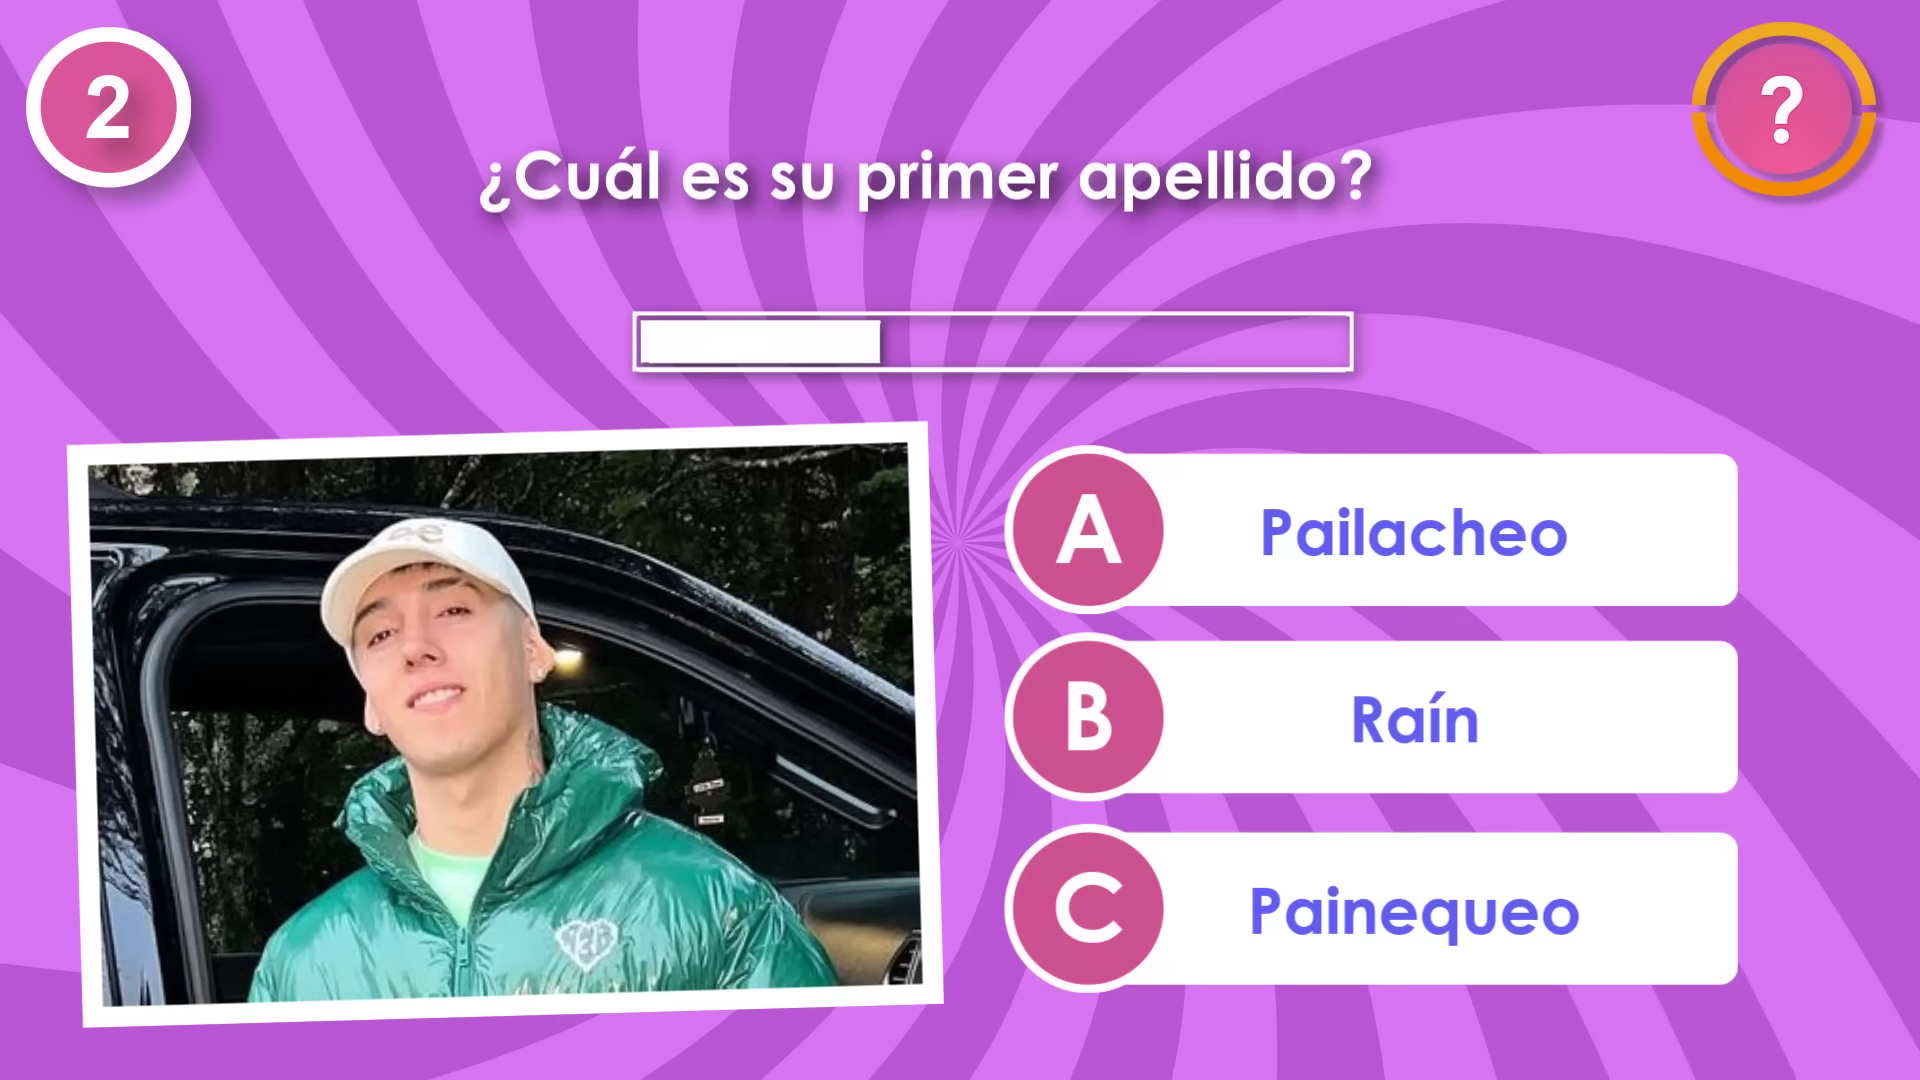 2
?
¿Cuál es su primer apellido?
A Pailacheo
B Raín
C Painequeo